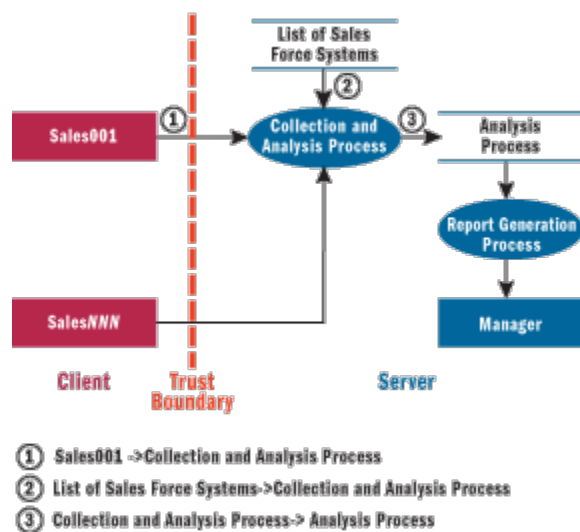 List of Sales
Force Systems
1
2
3
Sales001
Collection and
Analysis Process
Analysis
Process
Report Generation
Process
SalesNNN
Manager
Client
Trust
Boundary
Server
1 Sales001 ->Collection and Analysis Process
2 List of Sales Force Systems->Collection and Analysis Process
3 Collection and Analysis Process-> Analysis Process